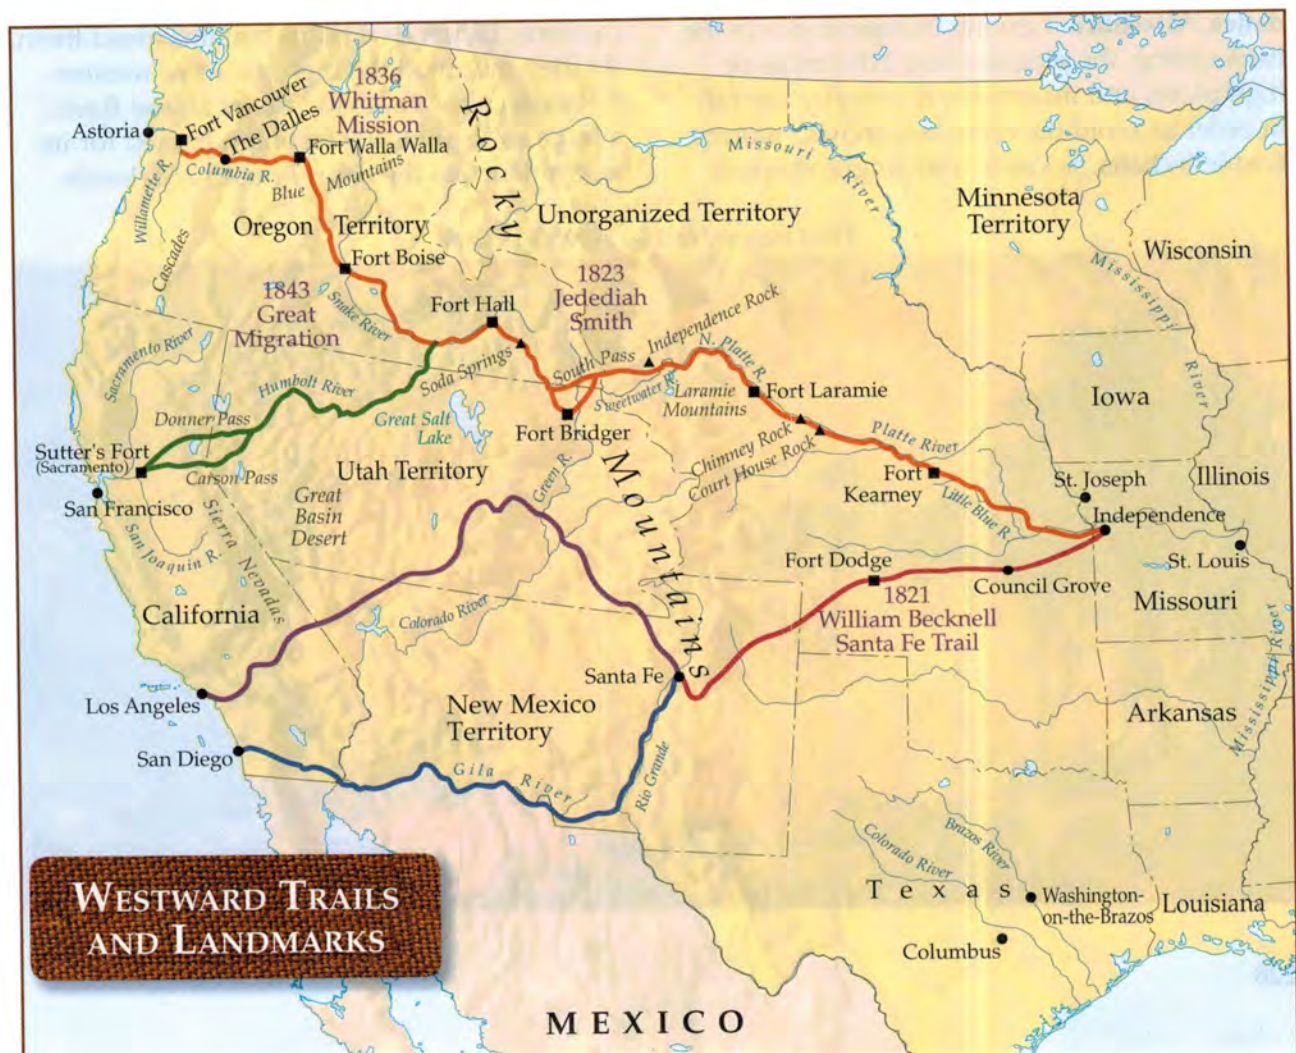 1836
Whitman
Mission
Fort Vancouver
Astoria
The Dalles
Fort Walla Walla
Columbia R.
Blue Mountains
Willamette R.
Cascades
Oregon Territory
Fort Boise
Rocky Mountains
Missouri River
Unorganized Territory
Minnesota
Territory
Wisconsin
Mississippi River
1843
Great
Migration
Snake River
Fort Hall
1823
Jedediah
Smith
Soda Springs
South Pass
Independence Rock
N. Platte R.
Sweetwater R.
Laramie
Mountains
Fort Laramie
Iowa
Sacramento River
Humbolt River
Donner Pass
Great Salt
Lake
Fort Bridger
Chimney Rock
Court House Rock
Platte River
Sutter's Fort
(Sacramento)
Carson Pass
Utah Territory
Green R.
Fort
Kearney
Little Blue R.
St. Joseph
Illinois
San Francisco
Great
Basin
Desert
Independence
San Joaquin R.
Sierra Nevadas
St. Louis
Fort Dodge
Council Grove
Missouri
California
Colorado River
1821
William Becknell
Santa Fe Trail
Santa Fe
Los Angeles
New Mexico
Territory
Arkansas
Mississippi River
San Diego
Gila River
Rio Grande
Colorado River
Brazos River
Texas
Washington-
on-the-Brazos
Louisiana
Columbus
WESTWARD TRAILS
AND LANDMARKS
MEXICO